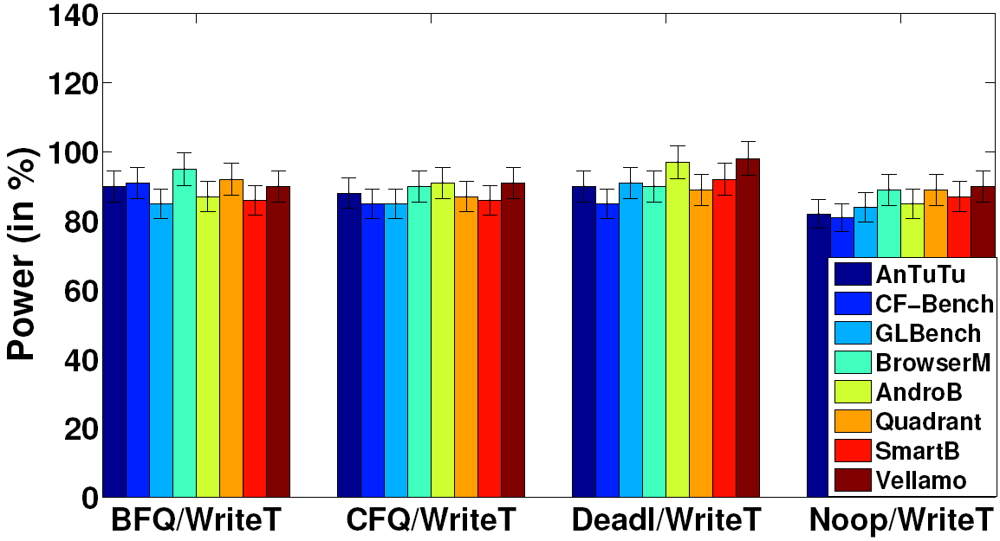 Power (in %)
140
120
100
80
60
40
20
0
BFQ/WriteT
CFQ/WriteT
Deadl/WriteT
Noop/WriteT
AnTuTu
CF-Bench
GLBench
BrowserM
AndroB
Quadrant
SmartB
Vellamo